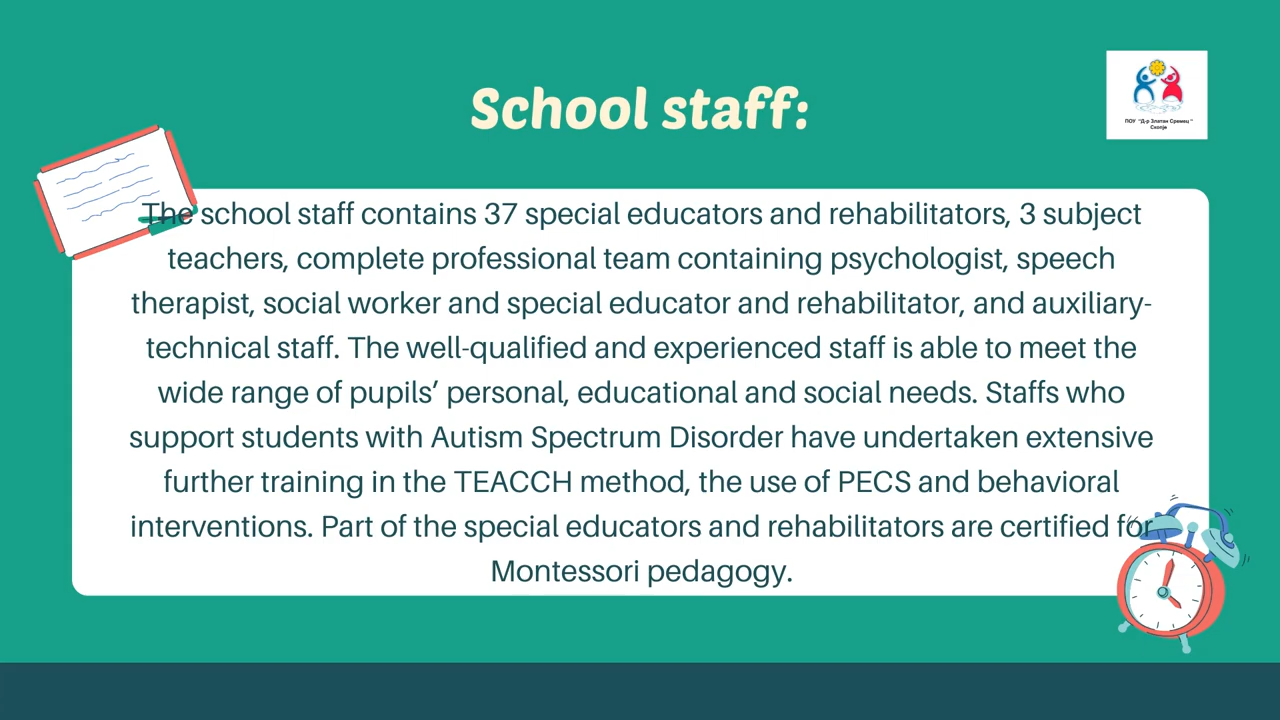 School staff:
ПОУ "Д-р Златан Сремец"
Скопје
The school staff contains 37 special educators and rehabilitators, 3 subject
teachers, complete professional team containing psychologist, speech
therapist, social worker and special educator and rehabilitator, and auxiliary-
technical staff. The well-qualified and experienced staff is able to meet the
wide range of pupils’ personal, educational and social needs. Staffs who
support students with Autism Spectrum Disorder have undertaken extensive
further training in the TEACCH method, the use of PECS and behavioral
interventions. Part of the special educators and rehabilitators are certified for
Montessori pedagogy.